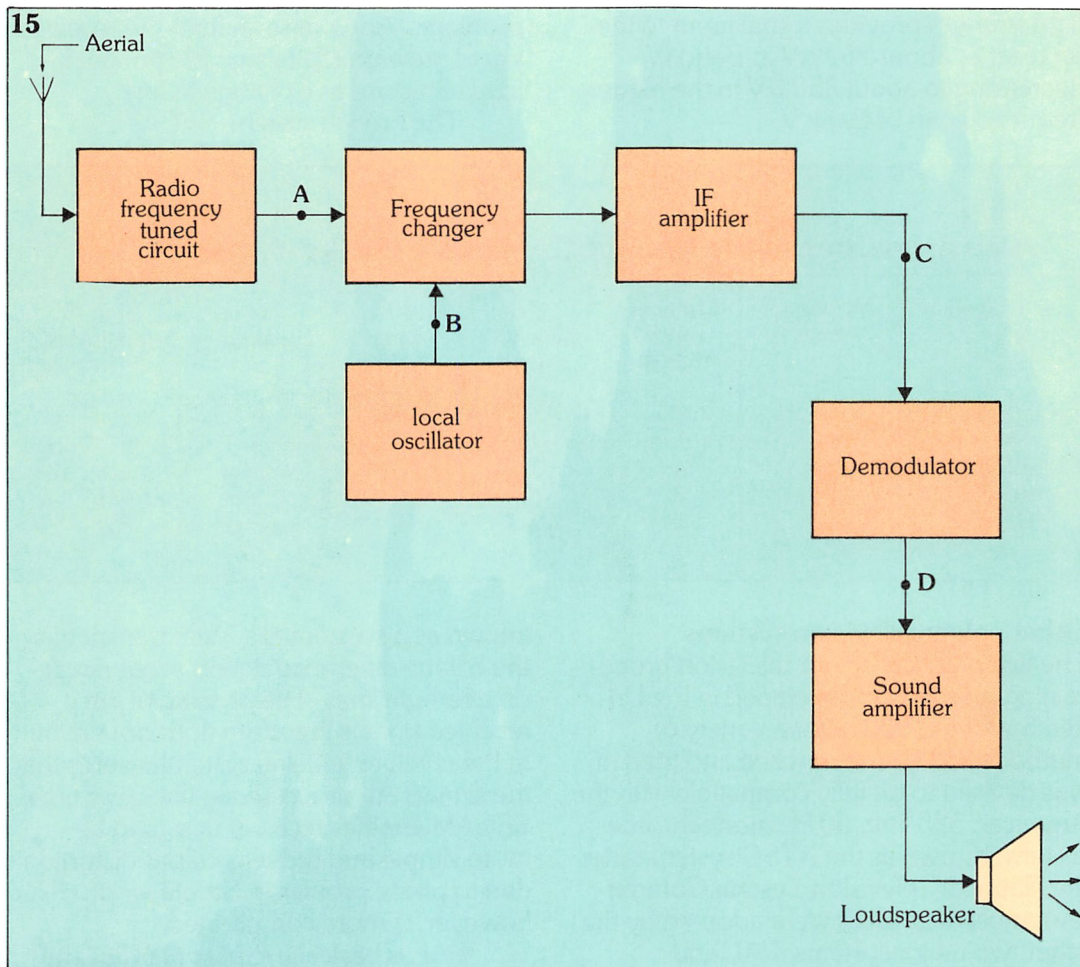 15
Aerial
Radio
frequency
tuned
circuit
A
Frequency
changer
IF
amplifier
C
B
local
oscillator
Demodulator
D
Sound
amplifier
Loudspeaker